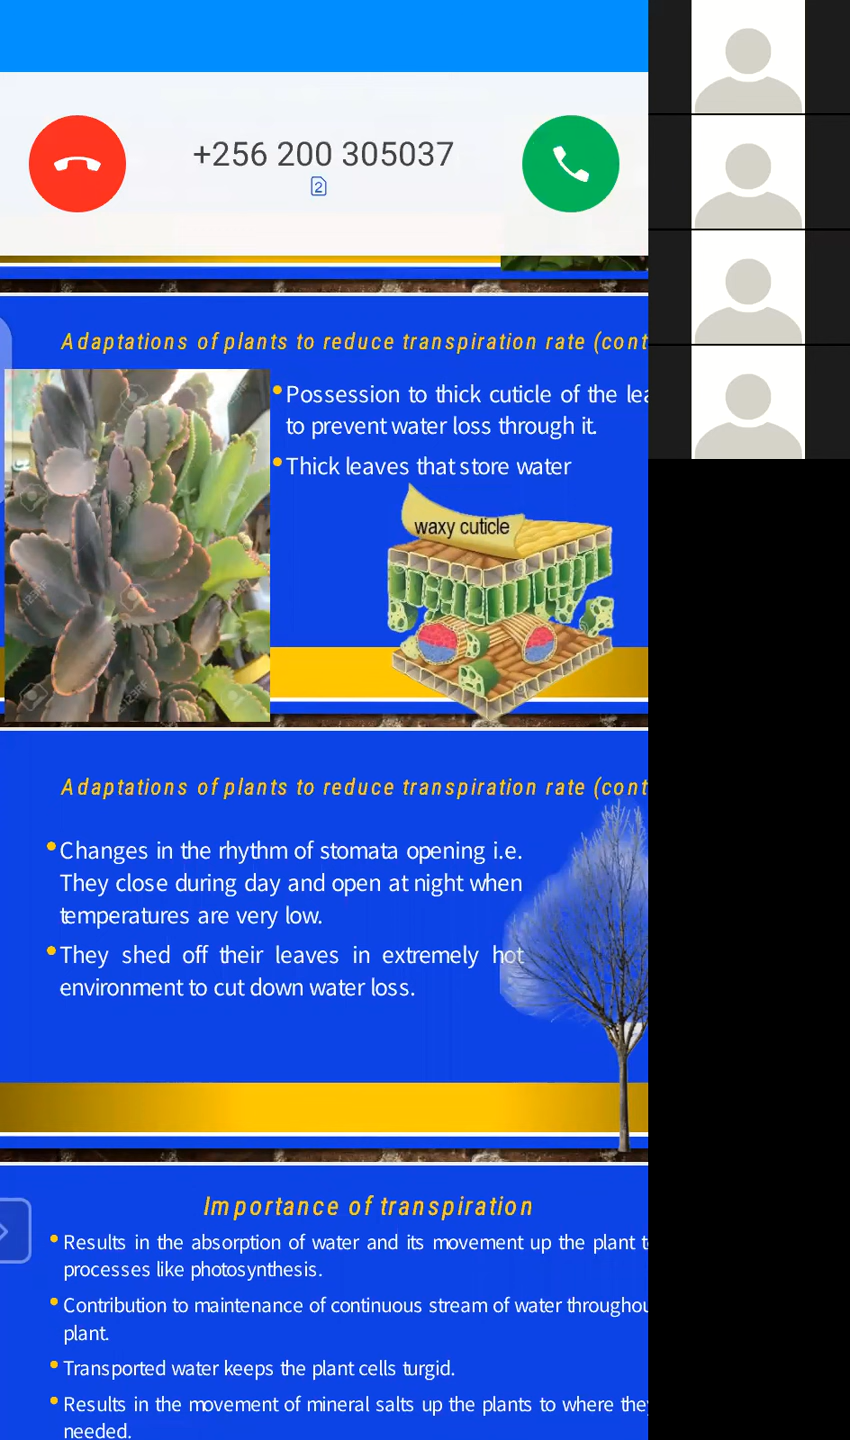 +256 200 305037
2
Adaptations of plants to reduce transpiration rate (cont
Possession to thick cuticle of the lea
to prevent water loss through it.
Thick leaves that store water
waxy cuticle
Adaptations of plants to reduce transpiration rate (cont
Changes in the rhythm of stomata opening i.e.
They close during day and open at night when
temperatures are very low.
They shed off their leaves in extremely hot
environment to cut down water loss.
Importance of transpiration
Results in the absorption of water and its movement up the plant t
processes like photosynthesis.
Contribution to maintenance of continuous stream of water throughou
plant.
Transported water keeps the plant cells turgid.
Results in the movement of mineral salts up the plants to where they
needed.